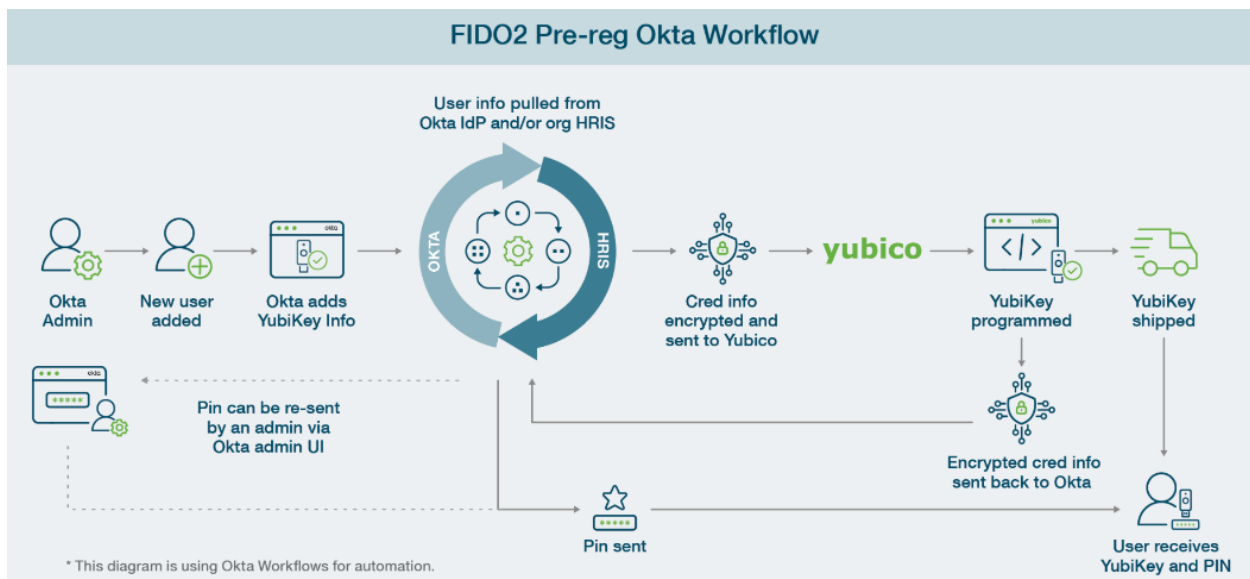 FIDO2 Pre-reg Okta Workflow
User info pulled from
Okta IdP and/or org HRIS
OKTA
HRIS
okta
yubico
yubico
Okta
Admin
New user
added
Okta adds
YubiKey Info
Cred info
encrypted and
sent to Yubico
YubiKey
programmed
YubiKey
shipped
okta
Pin can be re-sent
by an admin via
Okta admin UI
Encrypted cred info
sent back to Okta
Pin sent
User receives
YubiKey and PIN
* This diagram is using Okta Workflows for automation.